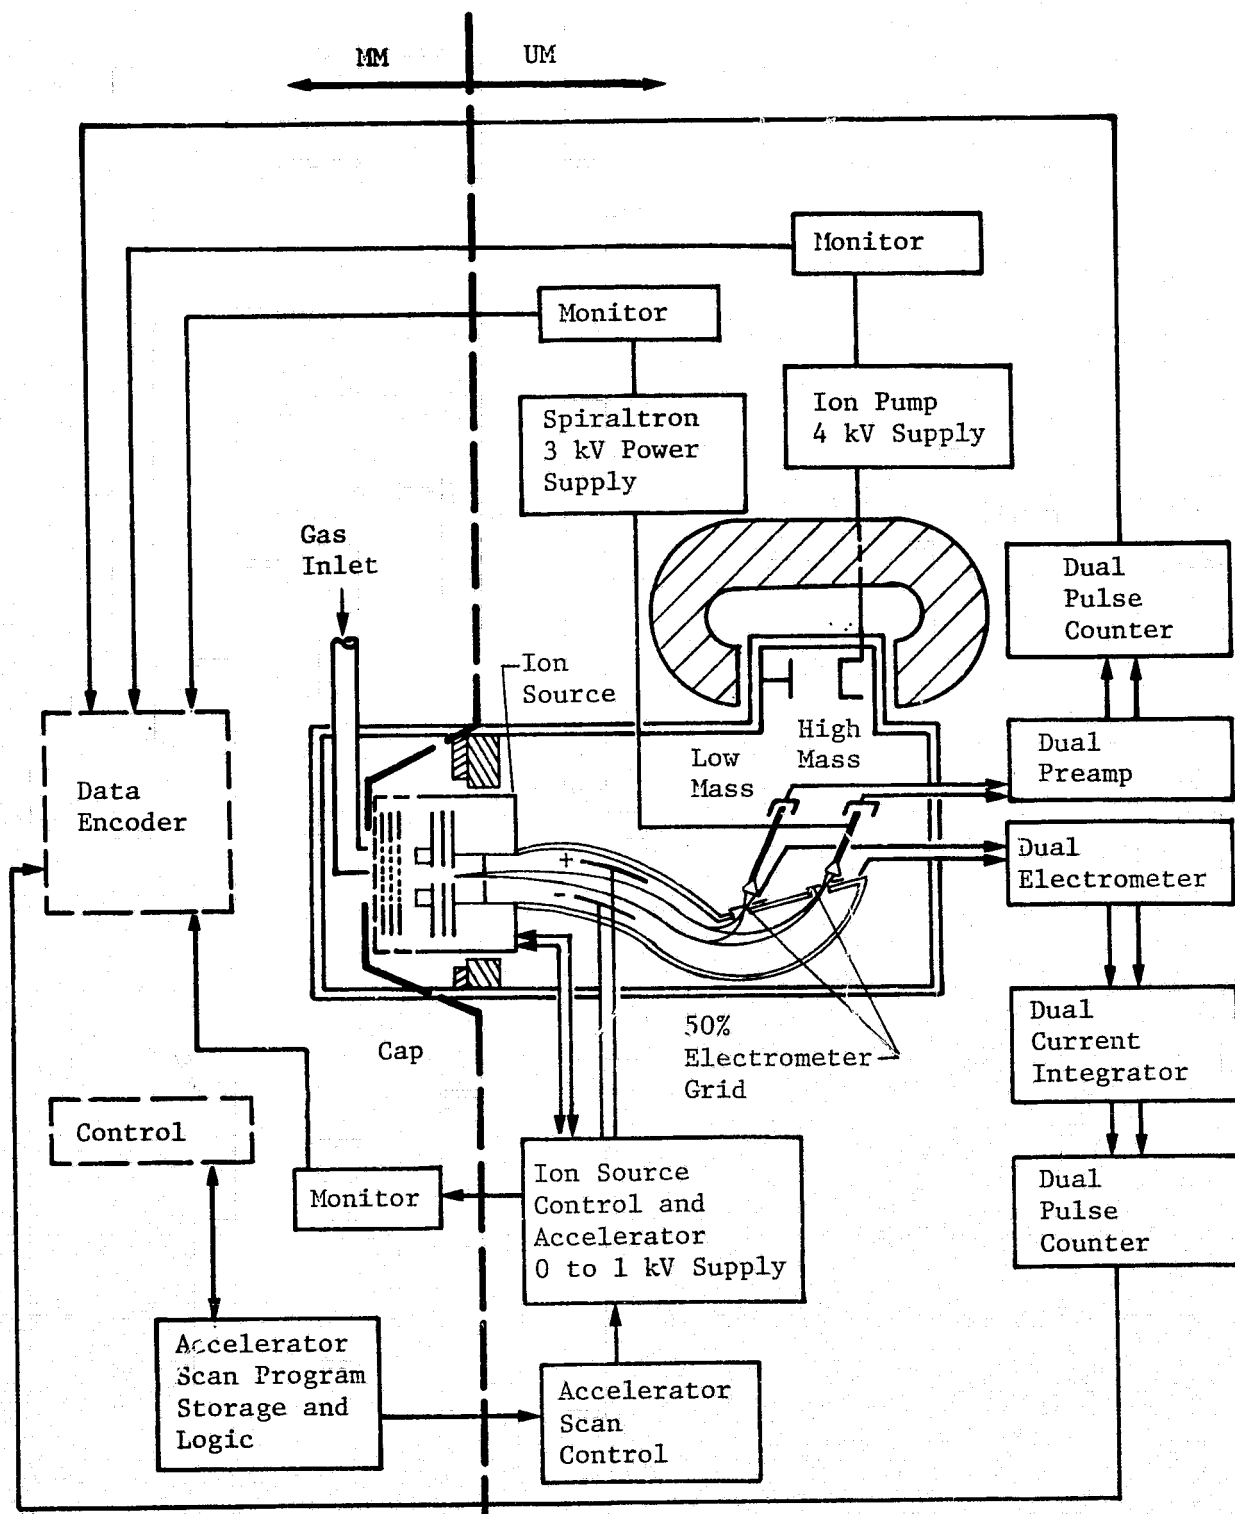 MM
UM
Monitor
Monitor
Ion Pump
4 kV Supply
Spiraltron
3 kV Power
Supply
Gas
Inlet
Dual
Pulse
Counter
Ion
Source
High
Mass
Low
Mass
Dual
Preamp
Data
Encoder
+
-
Dual
Electrometer
50%
Electrometer
Grid
Cap
Dual
Current
Integrator
Control
Monitor
Ion Source
Control and
Accelerator
0 to 1 kV Supply
Dual
Pulse
Counter
Accelerator
Scan Program
Storage and
Logic
Accelerator
Scan
Control